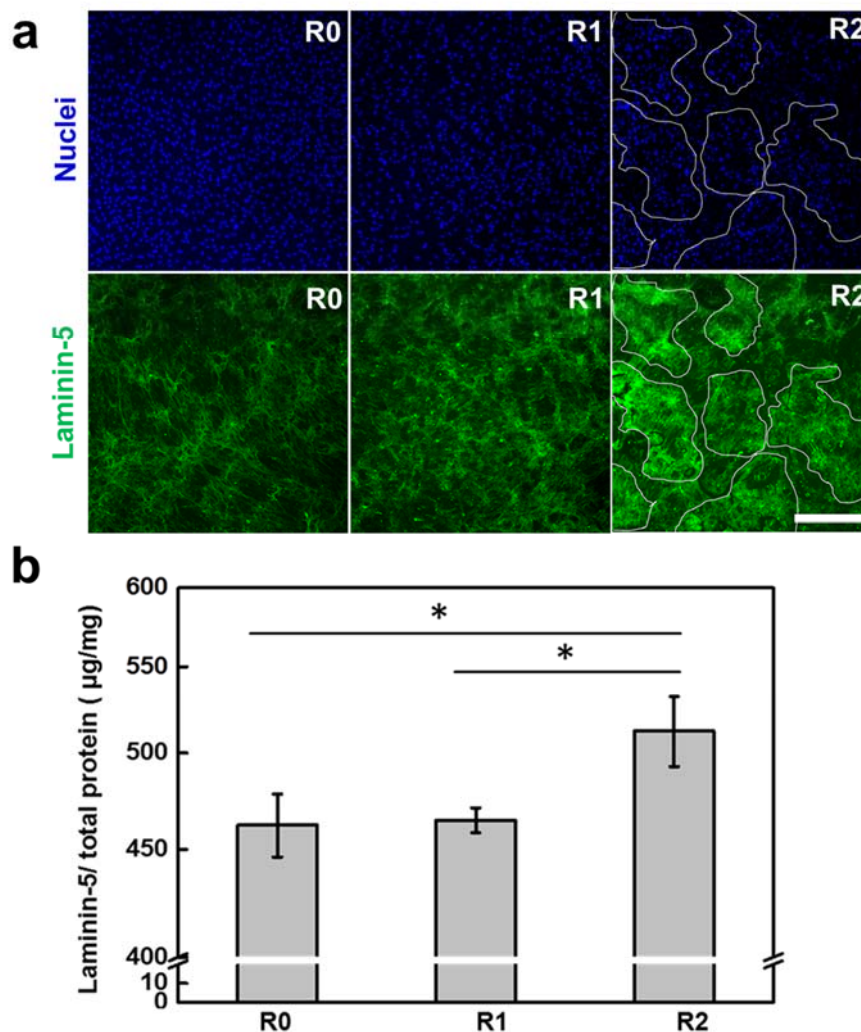 a
R0 R1 R2
Nuclei
R0 R1 R2
Laminin-5
b
Laminin-5/ total protein ( µg/mg)
600
550
500
450
400
10
0
*
*
R0 R1 R2